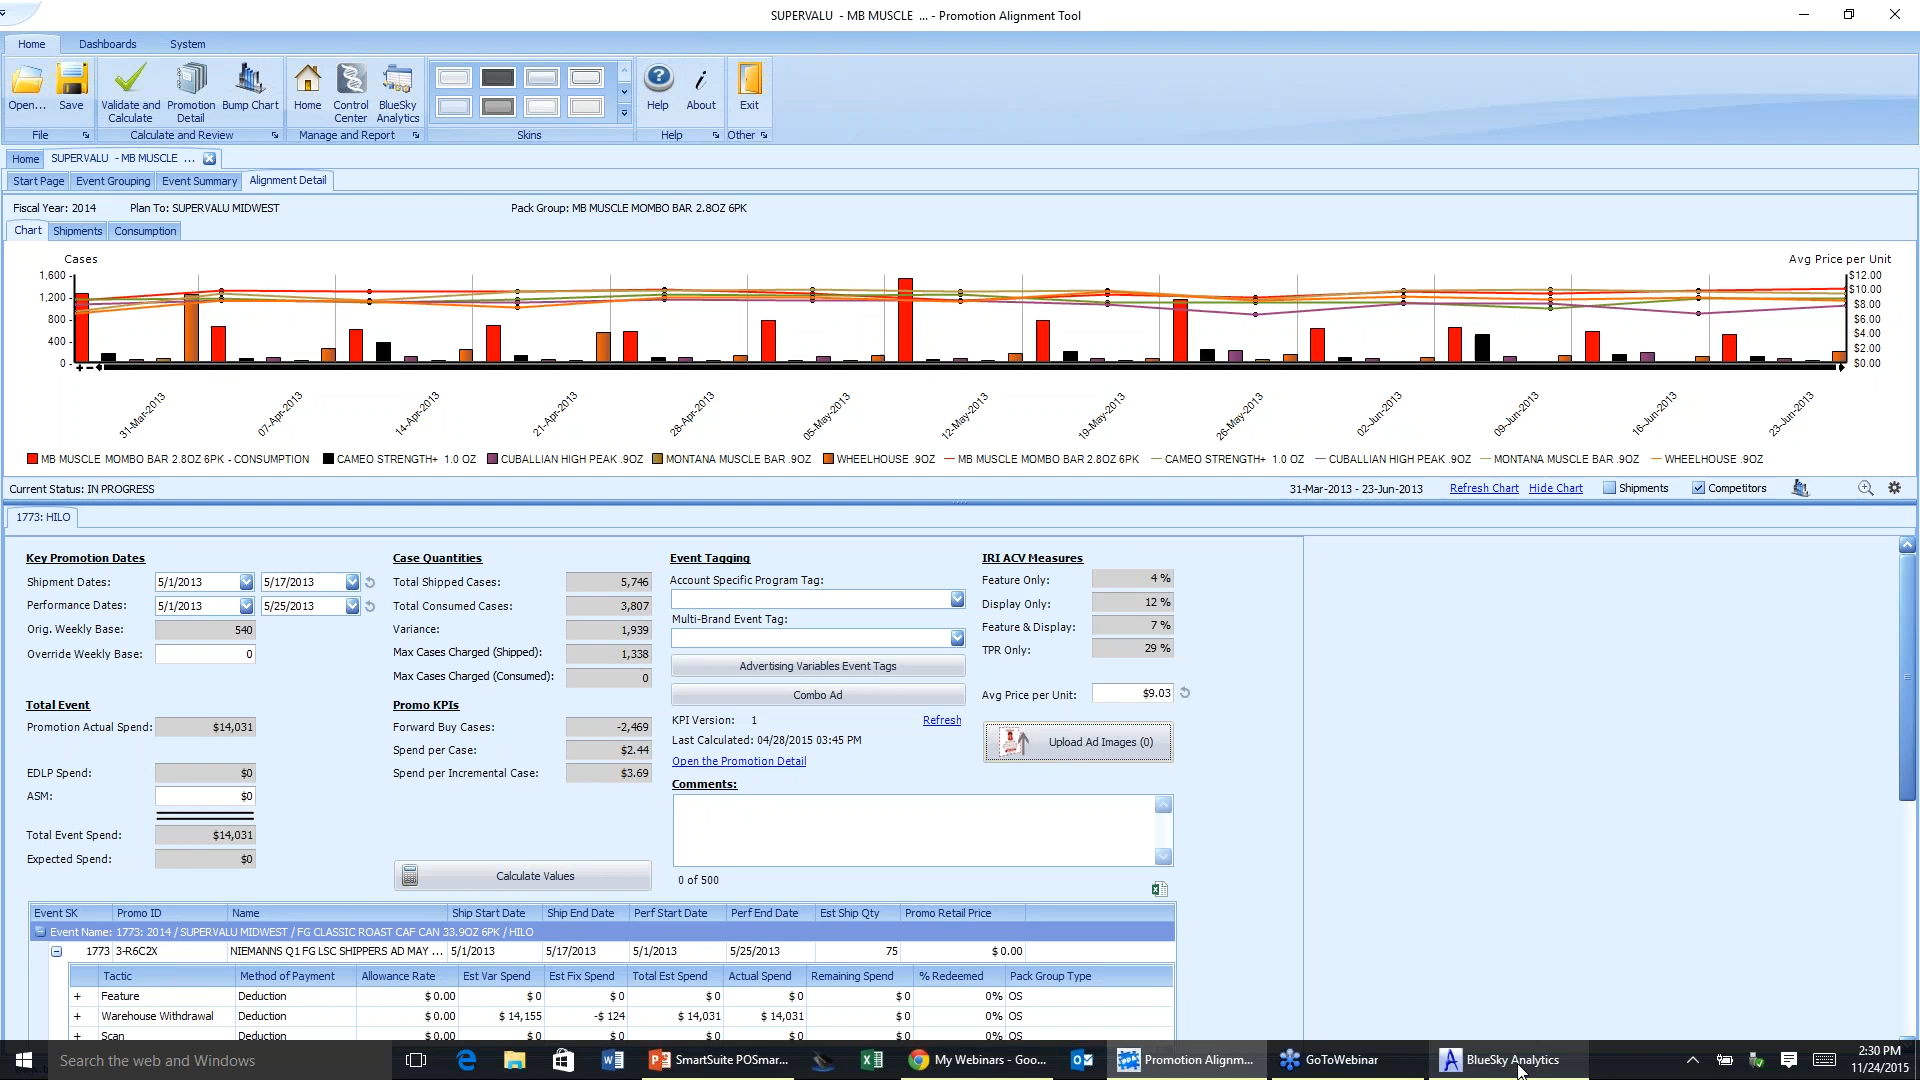 SUPERVALU - MB MUSCLE ... - Promotion Alignment Tool
Home Dashboards System
Open... Save Validate and Calculate Promotion Detail Bump Chart Home Control Center BlueSky Analytics Help About Exit
File Calculate and Review Manage and Report Skins Help Other
Home SUPERVALU - MB MUSCLE ...
Start Page Event Grouping Event Summary Alignment Detail
Fiscal Year: 2014 Plan To: SUPERVALU MIDWEST Pack Group: MB MUSCLE MOMBO BAR 2.8OZ 6PK
Chart Shipments Consumption
Cases Avg Price per Unit
1,600 $12.00
$10.00
1,200 $8.00
800 $6.00
400 $4.00
$2.00
0 $0.00
31-Mar-2013 07-Apr-2013 14-Apr-2013 21-Apr-2013 28-Apr-2013 05-May-2013 12-May-2013 19-May-2013 26-May-2013 02-Jun-2013 09-Jun-2013 16-Jun-2013 23-Jun-2013
MB MUSCLE MOMBO BAR 2.8OZ 6PK - CONSUMPTION CAMEO STRENGTH+ 1.0 OZ CUBALLIAN HIGH PEAK .9OZ MONTANA MUSCLE BAR .9OZ WHEELHOUSE .9OZ MB MUSCLE MOMBO BAR 2.8OZ 6PK CAMEO STRENGTH+ 1.0 OZ CUBALLIAN HIGH PEAK .9OZ MONTANA MUSCLE BAR .9OZ WHEELHOUSE .9OZ
Current Status: IN PROGRESS 31-Mar-2013 - 23-Jun-2013 Refresh Chart Hide Chart Shipments Competitors
1773: HILO
Key Promotion Dates
Shipment Dates: 5/1/2013 5/17/2013
Performance Dates: 5/1/2013 5/25/2013
Orig. Weekly Base: 540
Override Weekly Base: 0
Total Event
Promotion Actual Spend: $14,031
EDLP Spend: $0
ASM: $0
Total Event Spend: $14,031
Expected Spend: $0
Case Quantities
Total Shipped Cases: 5,746
Total Consumed Cases: 3,807
Variance: 1,939
Max Cases Charged (Shipped): 1,338
Max Cases Charged (Consumed): 0
Promo KPIs
Forward Buy Cases: -2,469
Spend per Case: $2.44
Spend per Incremental Case: $3.69
Calculate Values
Event Tagging
Account Specific Program Tag:
Multi-Brand Event Tag:
Advertising Variables Event Tags
Combo Ad
KPI Version: 1 Refresh
Last Calculated: 04/28/2015 03:45 PM
Open the Promotion Detail
Comments:
0 of 500
IRI ACV Measures
Feature Only: 4 %
Display Only: 12 %
Feature & Display: 7 %
TPR Only: 29 %
Avg Price per Unit: $9.03
Upload Ad Images (0)
Event SK Promo ID Name Ship Start Date Ship End Date Perf Start Date Perf End Date Est Ship Qty Promo Retail Price
Event Name: 1773: 2014 / SUPERVALU MIDWEST / FG CLASSIC ROAST CAF CAN 33.9OZ 6PK / HILO
1773 3-R6C2X NIEMANNS Q1 FG LSC SHIPPERS AD MAY ... 5/1/2013 5/17/2013 5/1/2013 5/25/2013 75 $ 0.00
Tactic Method of Payment Allowance Rate Est Var Spend Est Fix Spend Total Est Spend Actual Spend Remaining Spend % Redeemed Pack Group Type
+ Feature Deduction $ 0.00 $ 0 $ 0 $ 0 $ 0 $ 0 0% OS
+ Warehouse Withdrawal Deduction $ 0.00 $ 14,155 -$ 124 $ 14,031 $ 14,031 $ 0 0% OS
+ Scan Deduction $ 0.00 $ 0 $ 0 $ 0 $ 0 $ 0 0% OS
Search the web and Windows SmartSuite POSmar... My Webinars - Goo... Promotion Alignm... GoToWebinar BlueSky Analytics 2:30 PM
11/24/2015